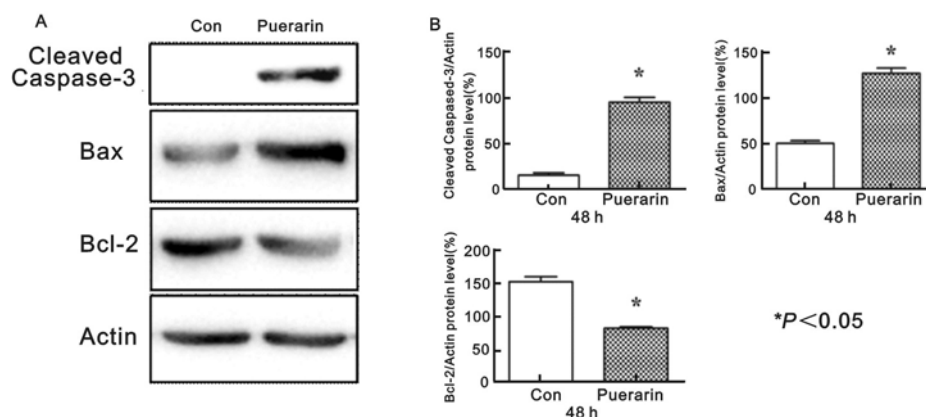 A
Con Puerarin
Cleaved
Caspase-3
Bax
Bcl-2
Actin
B
Cleaved Caspased-3/Actin
protein level(%)
150
100
50
0
*
Con Puerarin
48 h
Bax/Actin protein level(%)
150
100
50
0
*
Con Puerarin
48 h
Bcl-2/Actin protein level(%)
200
150
100
50
0
*
Con Puerarin
48 h
*P<0.05